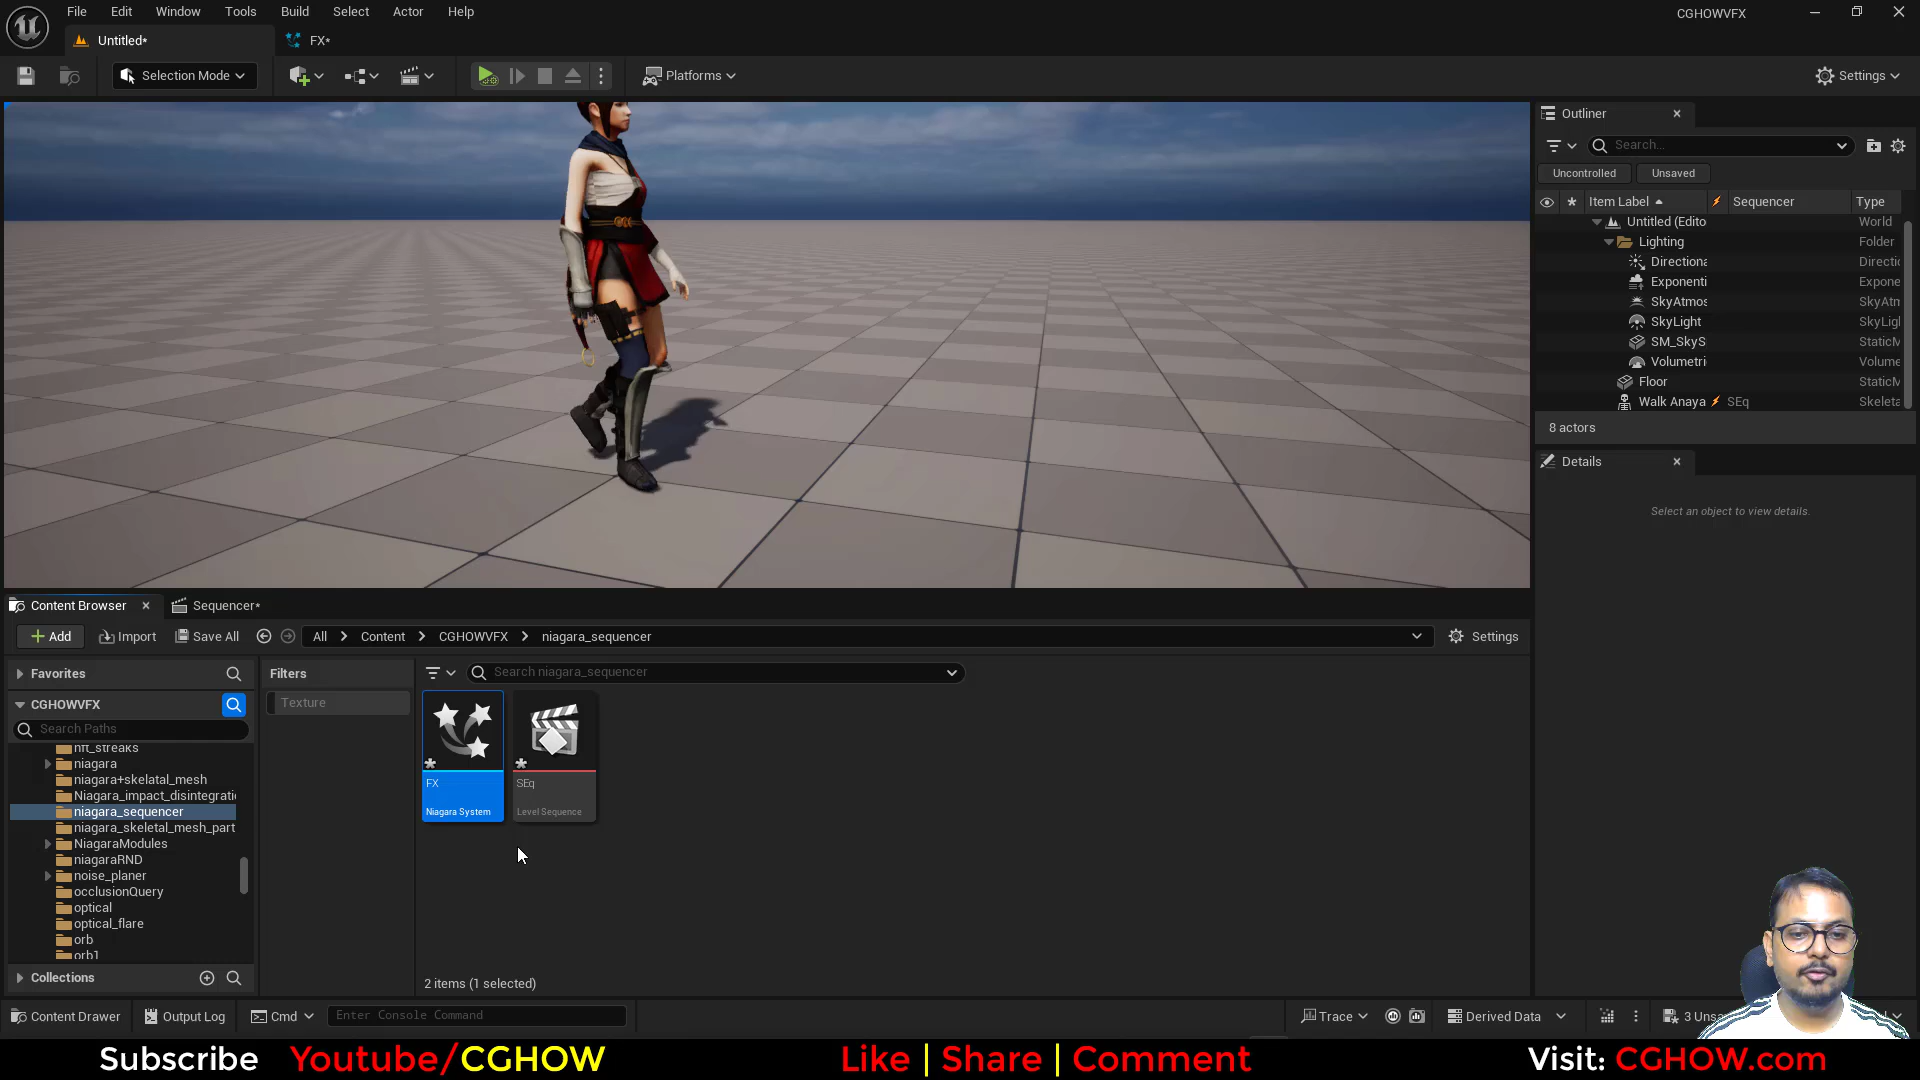 File Edit Window Tools Build Select Actor Help
CGHOWVFX
Untitled*
FX*
Selection Mode
Platforms
Settings
Outliner
Search...
Uncontrolled
Unsaved
Item Label
Sequencer
Type
Untitled (Edito
World
Lighting
Folder
Directiona
Directi
Exponenti
Expone
SkyAtmos
SkyAtm
SkyLight
SkyLigl
SM_SkyS
StaticM
Volumetri
Volume
Floor
StaticM
Walk Anaya
SEq
Skeleta
8 actors
Details
Select an object to view details.
Content Browser
Sequencer*
Add
Import
Save All
All
Content
CGHOWVFX
niagara_sequencer
Settings
Favorites
Filters
Search niagara_sequencer
CGHOWVFX
Texture
Search Paths
nft_streaks
niagara
niagara+skelatal_mesh
Niagara_impact_disintegrati
niagara_sequencer
niagara_skeletal_mesh_part
NiagaraModules
niagaraRND
noise_planer
occlusionQuery
optical
optical_flare
orb
orb1
FX
Niagara System
SEq
Level Sequence
Collections
2 items (1 selected)
Content Drawer
Output Log
Cmd
Enter Console Command
Trace
Derived Data
3 Unsa
Subscribe Youtube/CGHOW
Like | Share | Comment
Visit: CGHOW.com